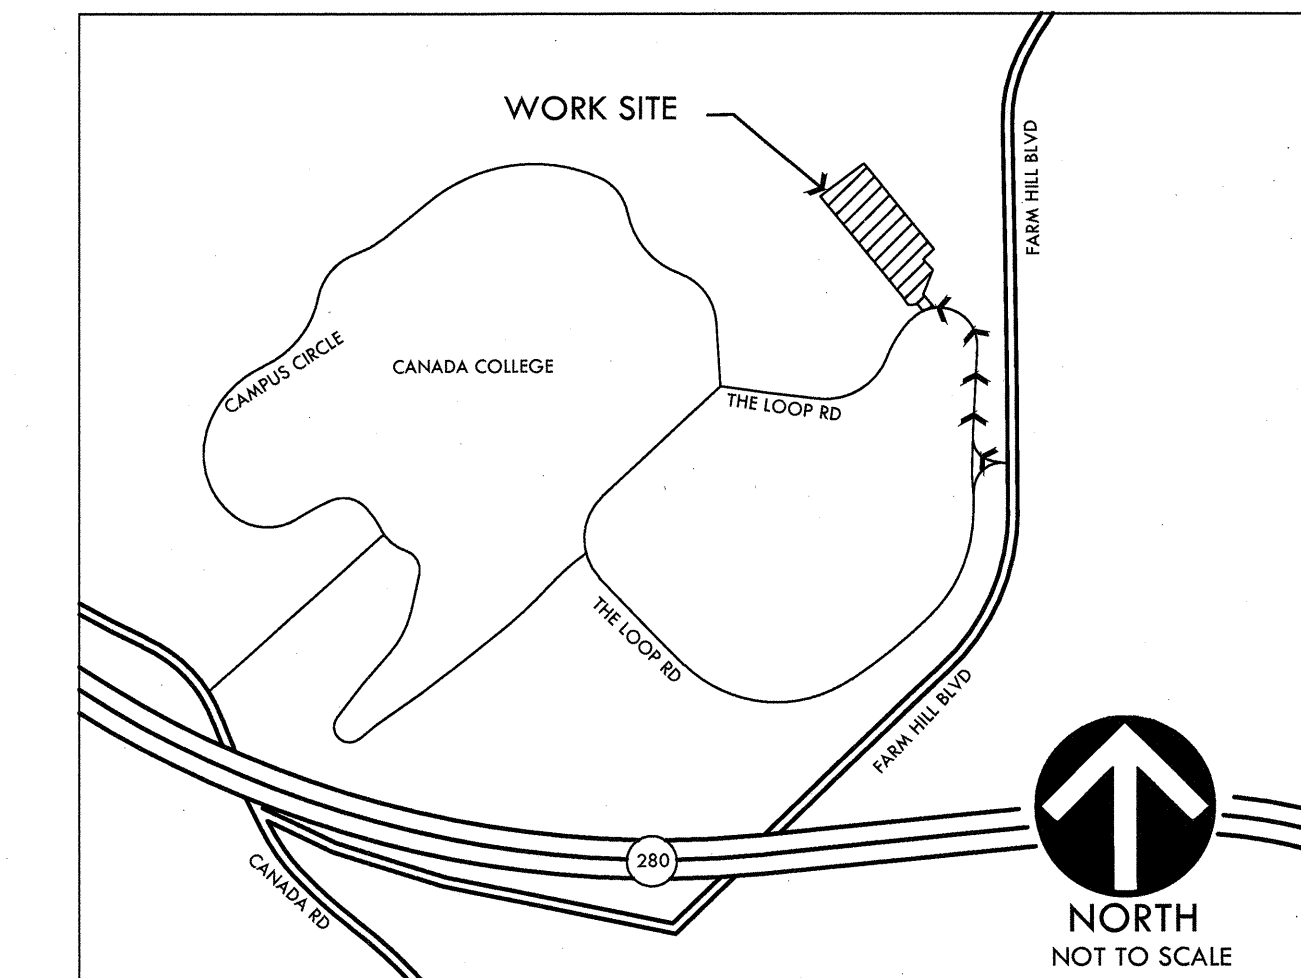 WORK SITE
FARM HILL BLVD
CAMPUS CIRCLE
CANADA COLLEGE
THE LOOP RD
THE LOOP RD
FARM HILL BLVD
280
CANADA RD
NORTH
NOT TO SCALE